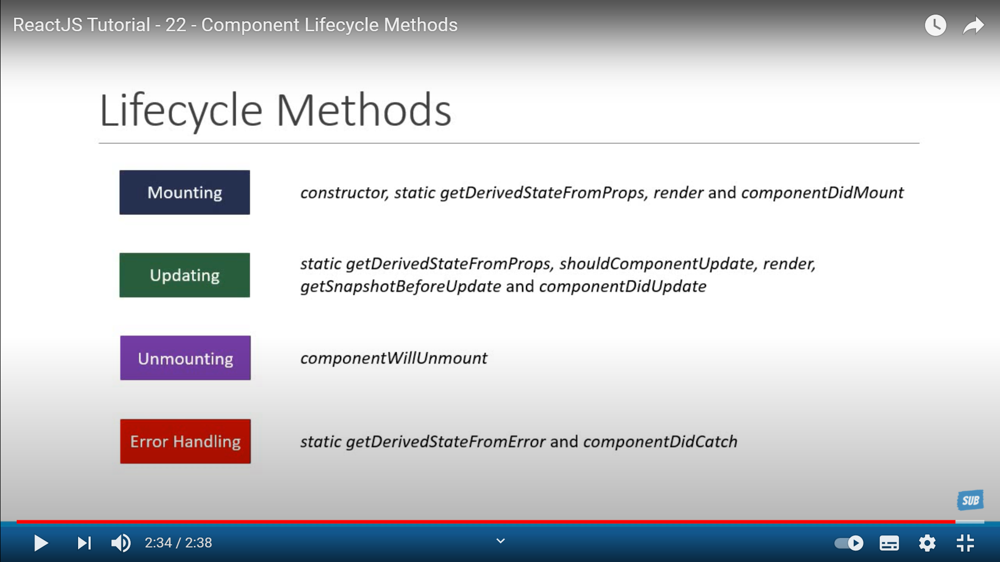 ReactJS Tutorial - 22 - Component Lifecycle Methods
Lifecycle Methods
Mounting
constructor, static getDerivedStateFromProps, render and componentDidMount
Updating
static getDerivedStateFromProps, shouldComponentUpdate, render,
getSnapshotBeforeUpdate and componentDidUpdate
Unmounting
componentWillUnmount
Error Handling
static getDerivedStateFromError and componentDidCatch
SUB
2:34 / 2:38